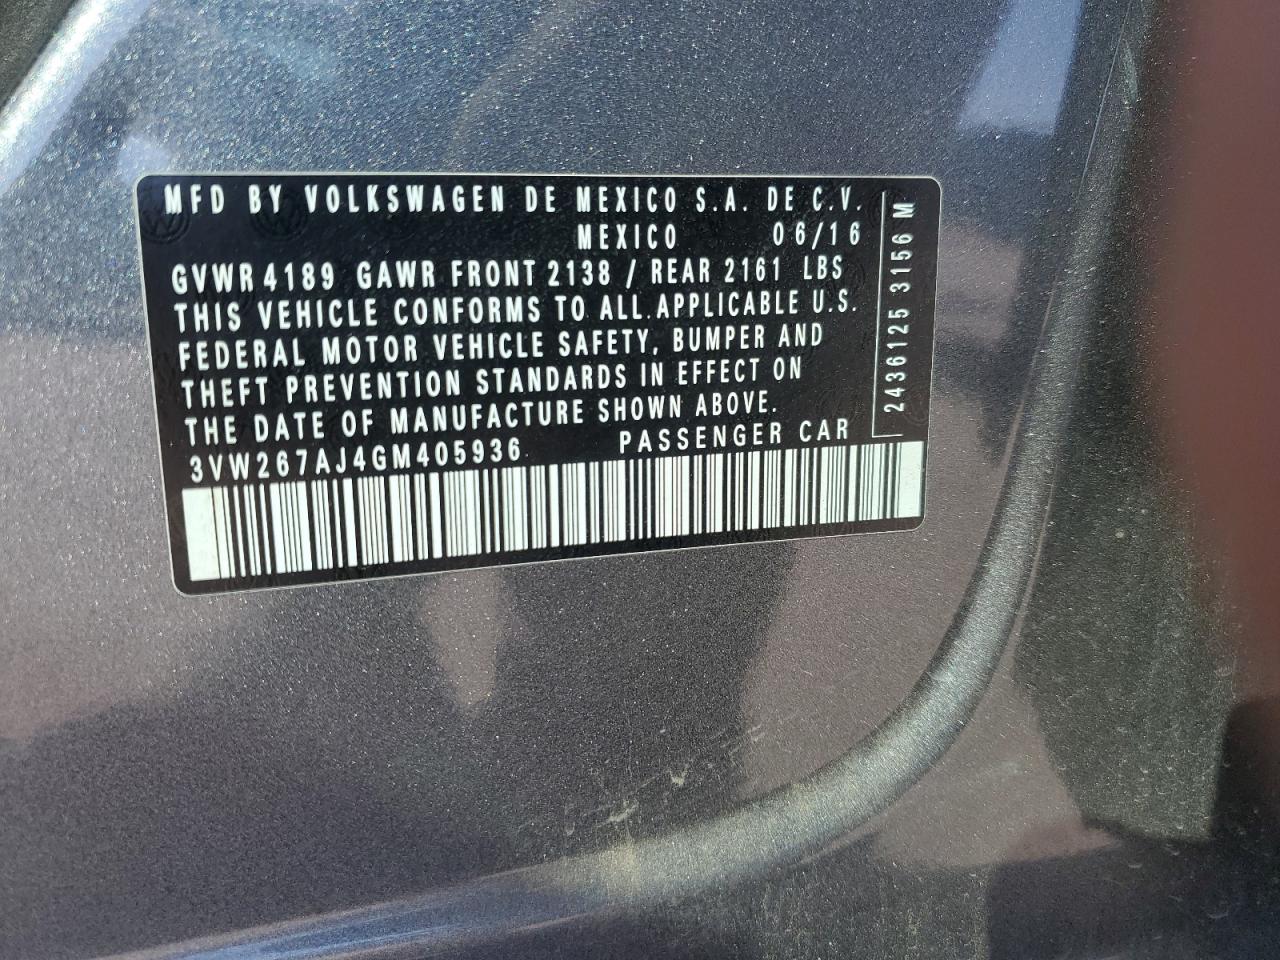 MFD BY VOLKSWAGEN DE MEXICO S.A. DE C.V.
MEXICO 06/16
GVWR 4189 GAWR FRONT 2138 / REAR 2161 LBS
THIS VEHICLE CONFORMS TO ALL APPLICABLE U.S.
FEDERAL MOTOR VEHICLE SAFETY, BUMPER AND
THEFT PREVENTION STANDARDS IN EFFECT ON
THE DATE OF MANUFACTURE SHOWN ABOVE.
3VW267AJ4GM405936 PASSENGER CAR
2436125 3156 M